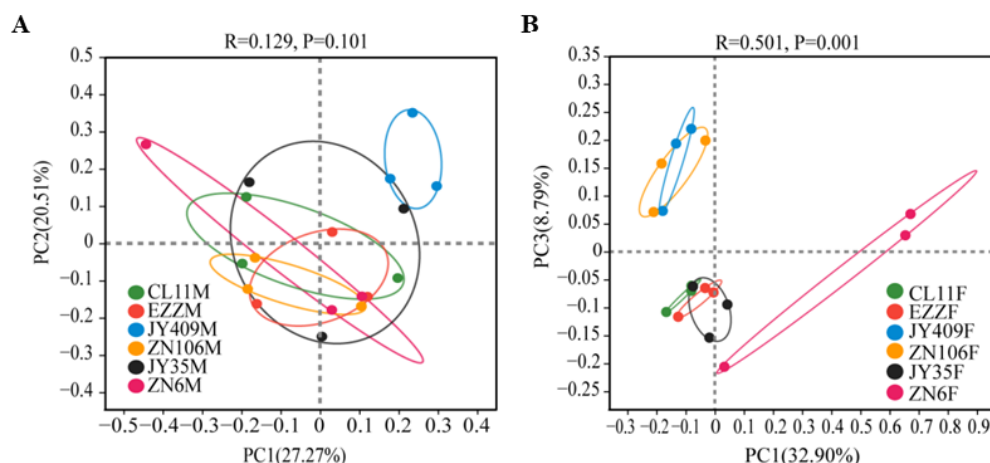 A
R=0.129, P=0.101
PC2(20.51%)
0.5
0.4
0.3
0.2
0.1
0
−0.1
−0.2
−0.3
−0.4
CL11M
EZZM
JY409M
ZN106M
JY35M
ZN6M
−0.5 −0.4 −0.3 −0.2 −0.1 0 0.1 0.2 0.3 0.4
PC1(27.27%)
B
R=0.501, P=0.001
PC3(8.79%)
0.35
0.3
0.25
0.2
0.15
0.1
0.05
0
−0.05
−0.1
−0.15
−0.2
−0.25
CL11F
EZZF
JY409F
ZN106F
JY35F
ZN6F
−0.3 −0.2 −0.1 0 0.1 0.2 0.3 0.4 0.5 0.6 0.7 0.8 0.9
PC1(32.90%)